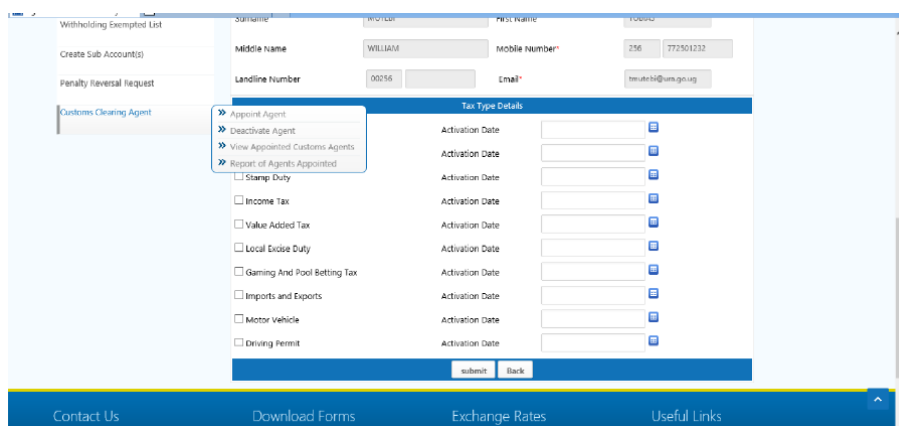 Withholding Exempted List
Surname First Name
Create Sub Account(s)
Middle Name WILLIAM Mobile Number* 256 772501232
Penalty Reversal Request
Landline Number 00256 Email* tmutebi@ura.go.ug
Tax Type Details
Customs Clearing Agent
» Appoint Agent
» Deactivate Agent
» View Appointed Customs Agents
» Report of Agents Appointed
Activation Date
Activation Date
Stamp Duty Activation Date
Income Tax Activation Date
Value Added Tax Activation Date
Local Excise Duty Activation Date
Gaming And Pool Betting Tax Activation Date
Imports and Exports Activation Date
Motor Vehicle Activation Date
Driving Permit Activation Date
submit Back
Contact Us Download Forms Exchange Rates Useful Links